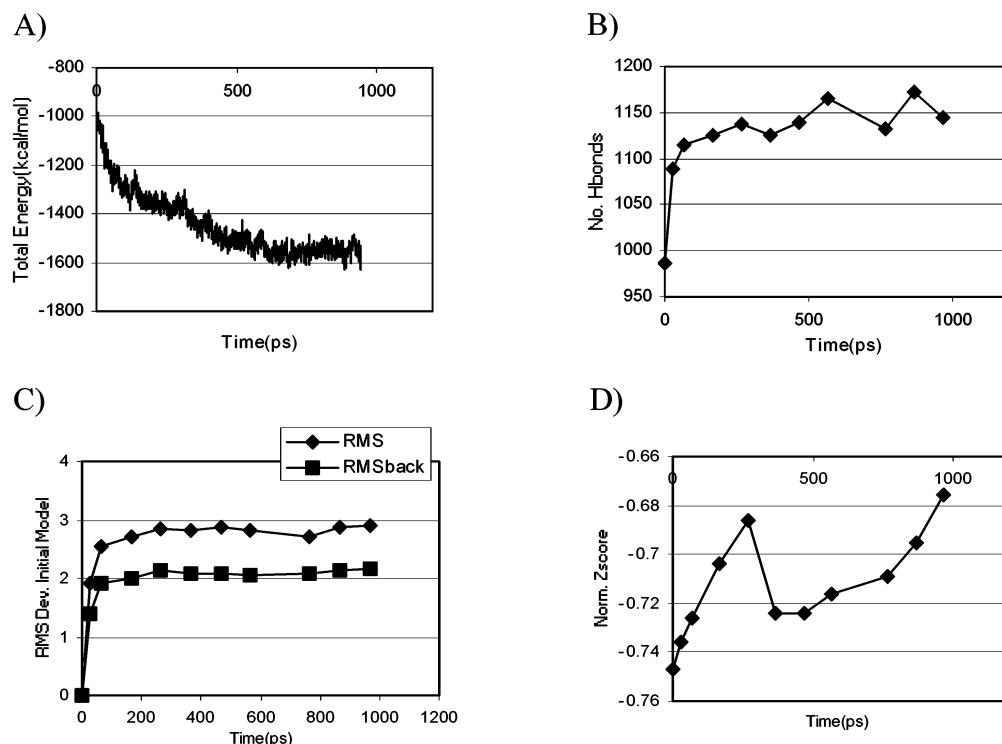 A)
-800
0
500
1000
-1000
-1200
-1400
-1600
-1800
Total Energy(kcal/mol)
Time(ps)
B)
1200
1150
1100
1050
1000
950
No. Hbonds
0
500
1000
Time(ps)
C)
RMS
RMSback
4
3
2
1
0
RMS Dev. Initial Model
0
200
400
600
800
1000
1200
Time(ps)
D)
-0.66
0
500
1000
-0.68
-0.7
-0.72
-0.74
-0.76
Norm. Zscore
Time(ps)